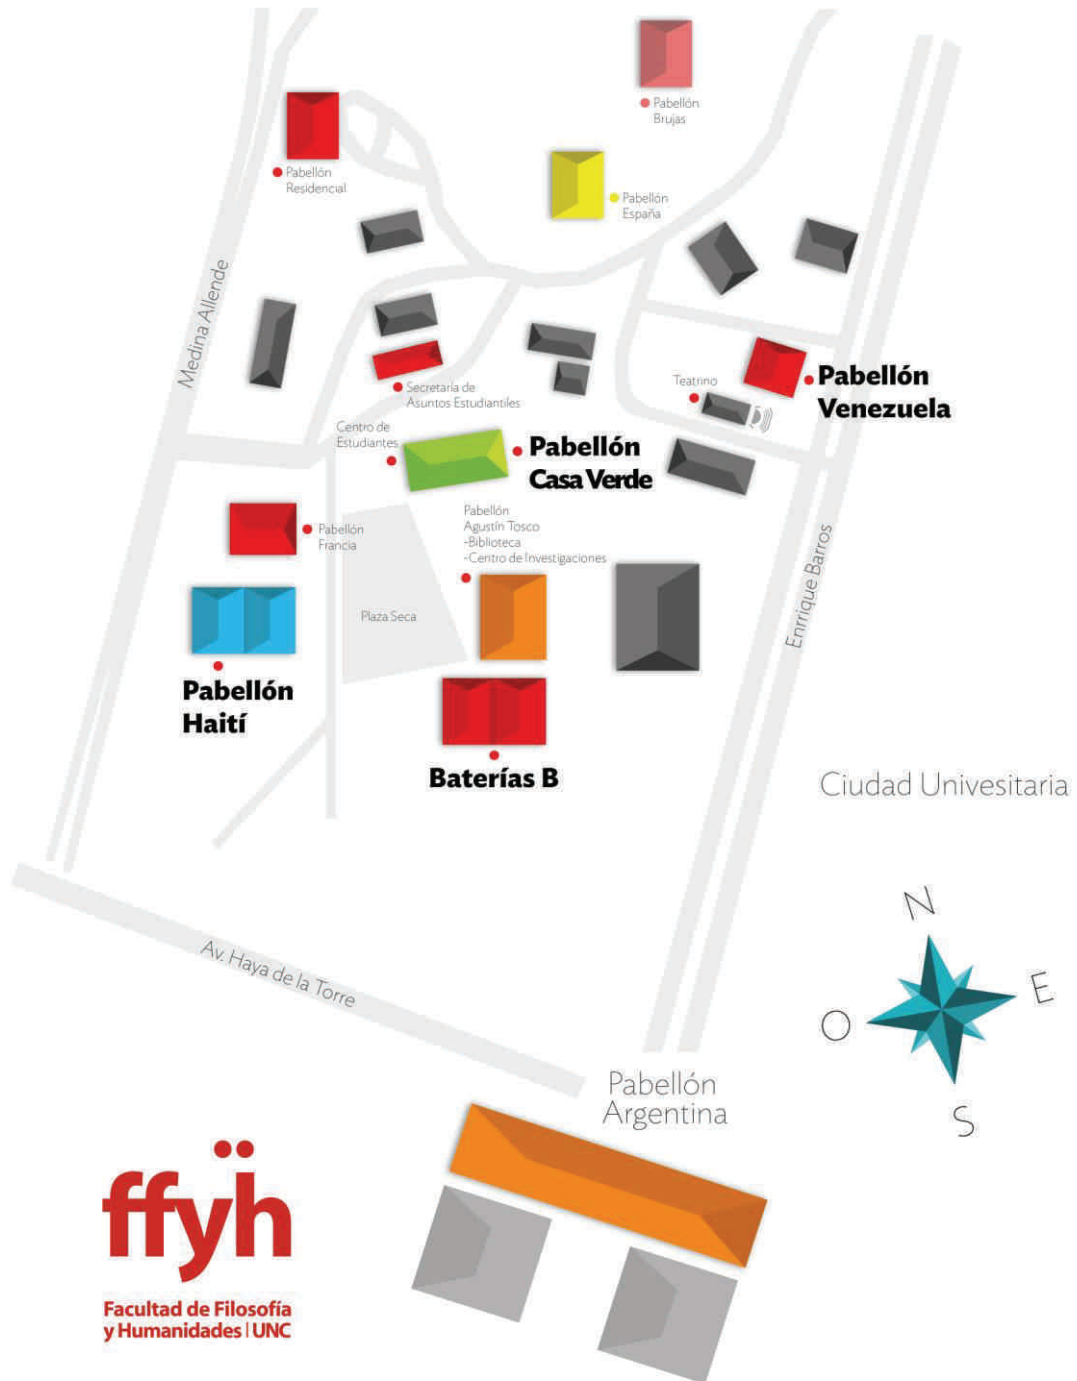 Pabellón
Brujas
Pabellón
Residencial
Pabellón
España
Medina Allende
Secretaría de
Asuntos Estudiantiles
Teatrino
Pabellón
Venezuela
Centro de
Estudiantes
Pabellón
Casa Verde
Pabellón
Agustín Tosco
-Biblioteca
-Centro de Investigaciones
Pabellón
Francia
Enrrique Barros
Plaza Seca
Pabellón
Haití
Baterías B
Ciudad Univesitaria
N
E
O
S
Av. Haya de la Torre
Pabellón
Argentina
ffÿh
Facultad de Filosofía
y Humanidades | UNC